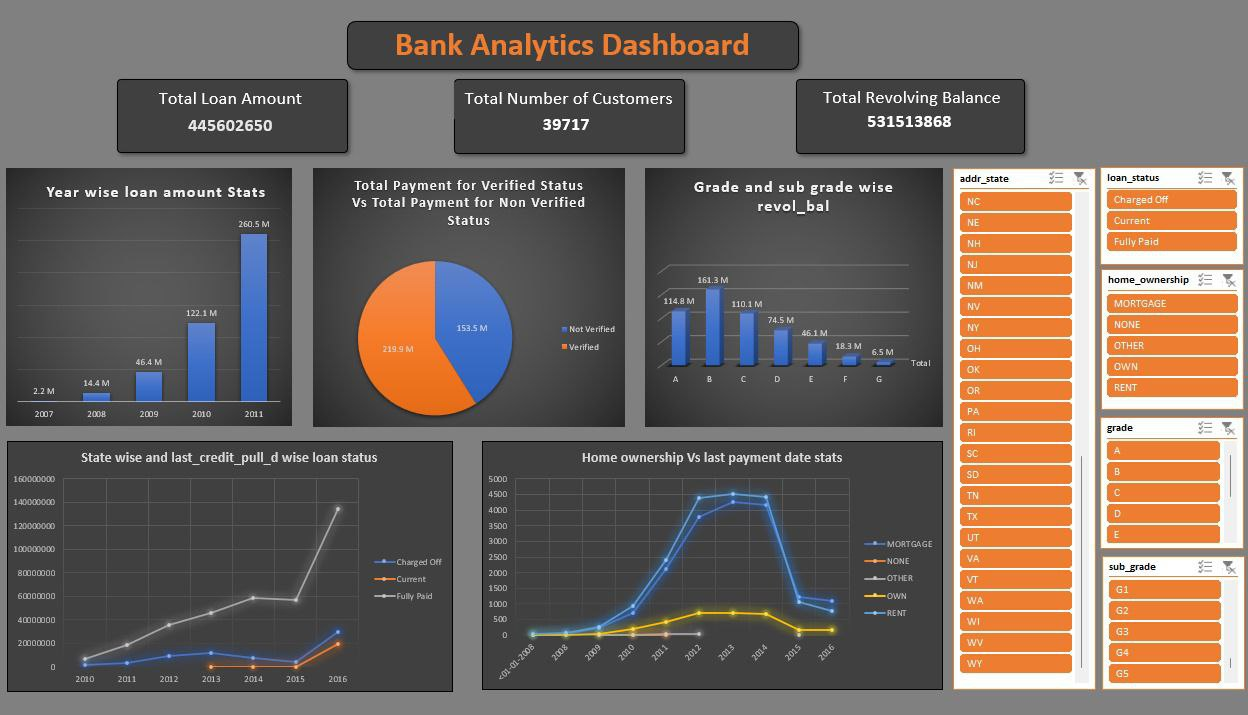 Bank Analytics Dashboard
Total Loan Amount
445602650
Total Number of Customers
39717
Total Revolving Balance
531513868
Year wise loan amount Stats
2.2 M
14.4 M
46.4 M
122.1 M
260.5 M
2007
2008
2009
2010
2011
Total Payment for Verified Status
Vs Total Payment for Non Verified
Status
153.5 M
219.9 M
Not Verified
Verified
Grade and sub grade wise
revol_bal
114.8 M
161.3 M
110.1 M
74.5 M
46.1 M
18.3 M
6.5 M
Total
A
B
C
D
E
F
G
State wise and last_credit_pull_d wise loan status
160000000
140000000
120000000
100000000
80000000
60000000
40000000
20000000
0
2010
2011
2012
2013
2014
2015
2016
Charged Off
Current
Fully Paid
Home ownership Vs last payment date stats
5000
4500
4000
3500
3000
2500
2000
1500
1000
500
0
<01-01-2008
2008
2009
2010
2011
2012
2013
2014
2015
2016
MORTGAGE
NONE
OTHER
OWN
RENT
addr_state
NC
NE
NH
NJ
NM
NV
NY
OH
OK
OR
PA
RI
SC
SD
TN
TX
UT
VA
VT
WA
WI
WV
WY
loan_status
Charged Off
Current
Fully Paid
home_ownership
MORTGAGE
NONE
OTHER
OWN
RENT
grade
A
B
C
D
E
sub_grade
G1
G2
G3
G4
G5